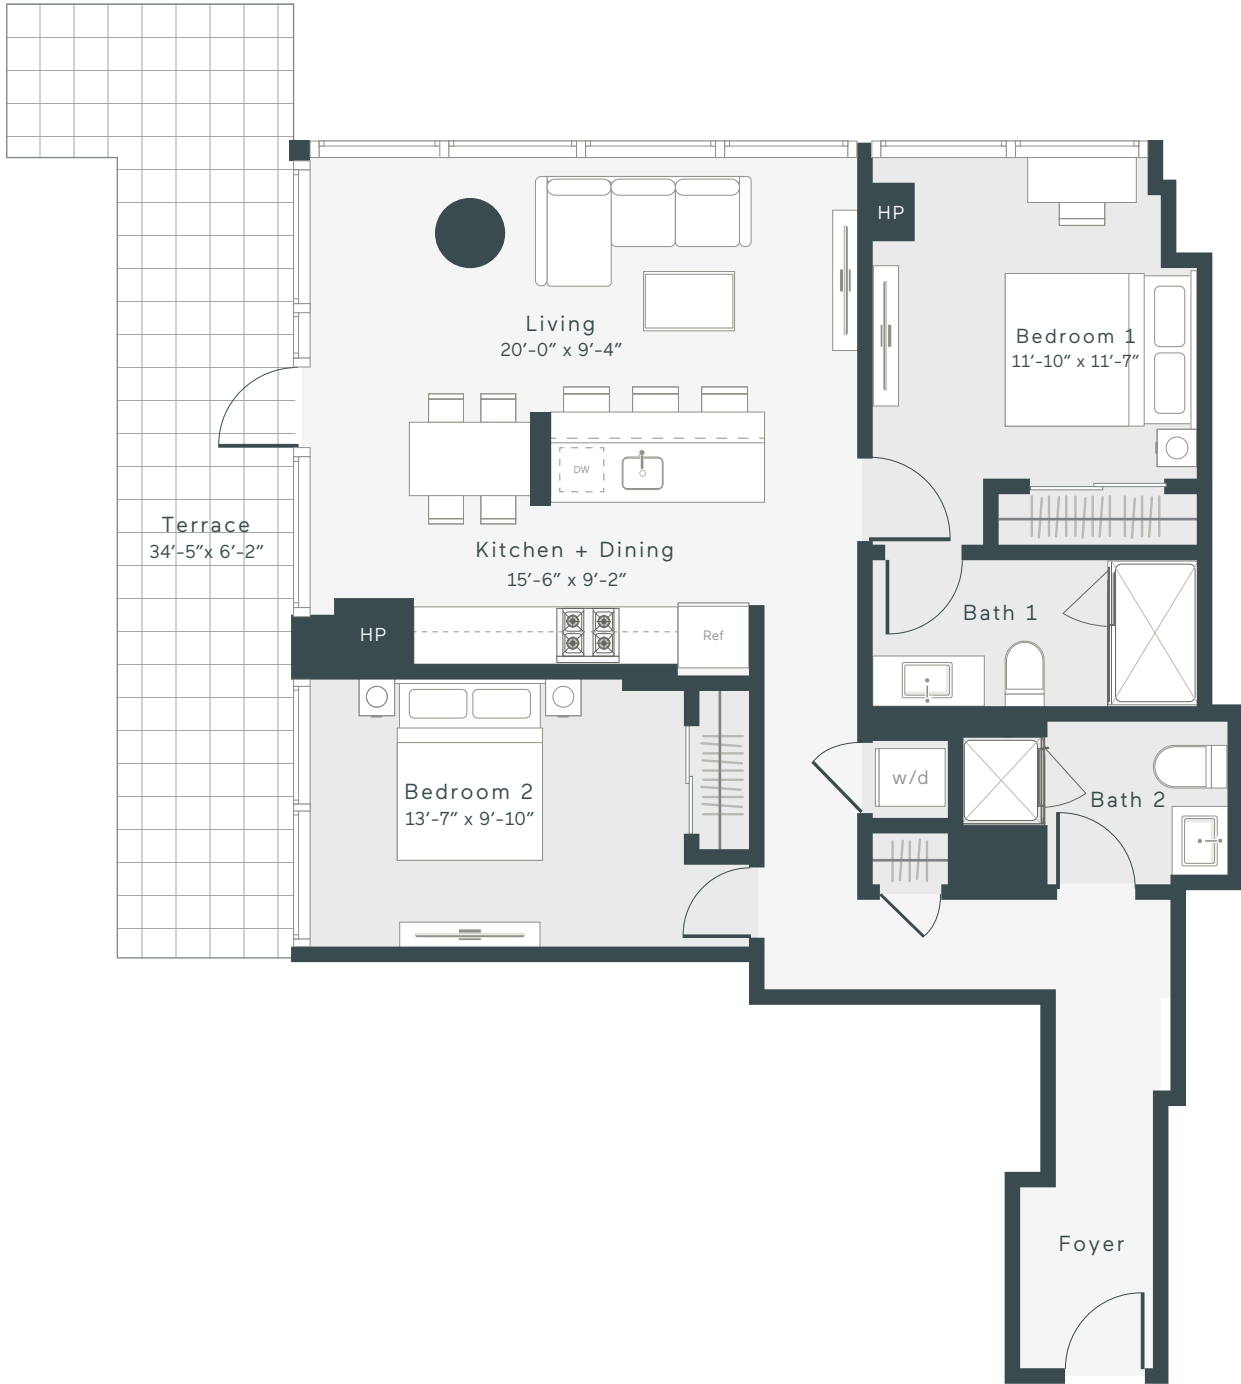 HP
Living
20’-0” x 9’-4”
Bedroom 1
11’-10” x 11’-7”
DW
Terrace
34’-5”x 6’-2”
Kitchen + Dining
15’-6” x 9’-2”
HP
Ref
Bath 1
Bedroom 2
13’-7” x 9’-10”
w/d
Bath 2
Foyer